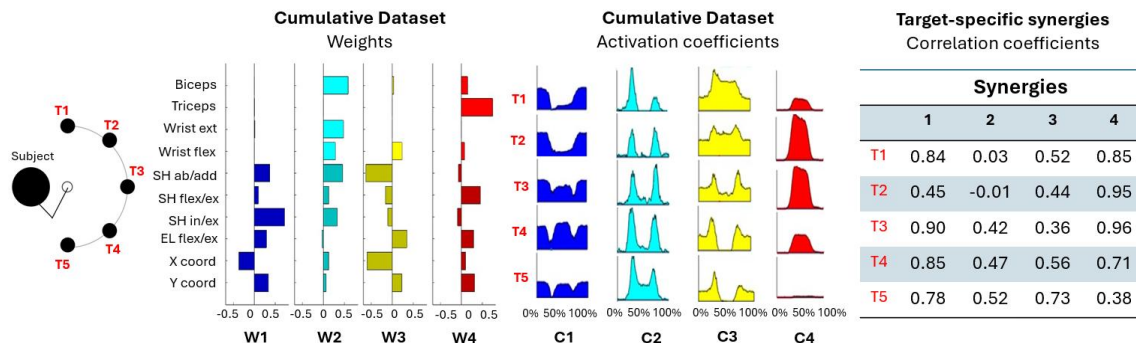 Cumulative Dataset
Weights
Cumulative Dataset
Activation coefficients
Target-specific synergies
Correlation coefficients
Subject
T1
T2
T3
T4
T5
Biceps
Triceps
Wrist ext
Wrist flex
SH ab/add
SH flex/ex
SH in/ex
EL flex/ex
X coord
Y coord
-0.5 0 0.5
-0.5 0 0.5
-0.5 0 0.5
-0.5 0 0.5
W1 W2 W3 W4
T1
T2
T3
T4
T5
0% 100%
0% 100%
0% 100%
0% 100%
C1 C2 C3 C4
Synergies
1 2 3 4
T1 0.84 0.03 0.52 0.85
T2 0.45 -0.01 0.44 0.95
T3 0.90 0.42 0.36 0.96
T4 0.85 0.47 0.56 0.71
T5 0.78 0.52 0.73 0.38